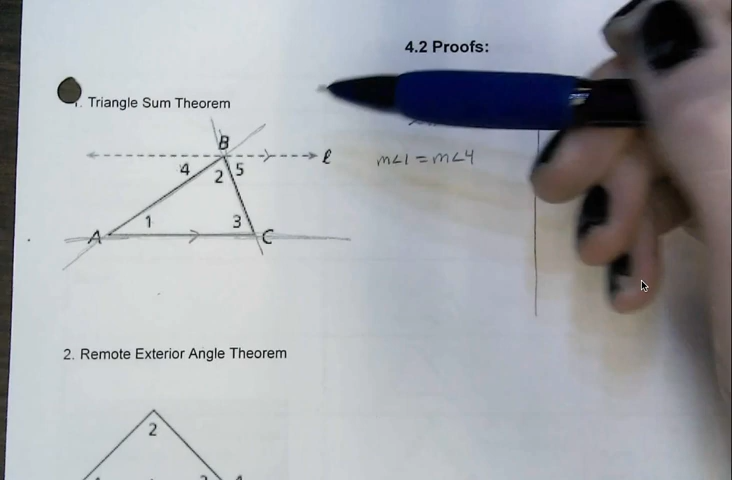 4.2 Proofs:
1. Triangle Sum Theorem
B
ℓ
4 2 5
m∠1 = m∠4
1 3
A C
2. Remote Exterior Angle Theorem
2